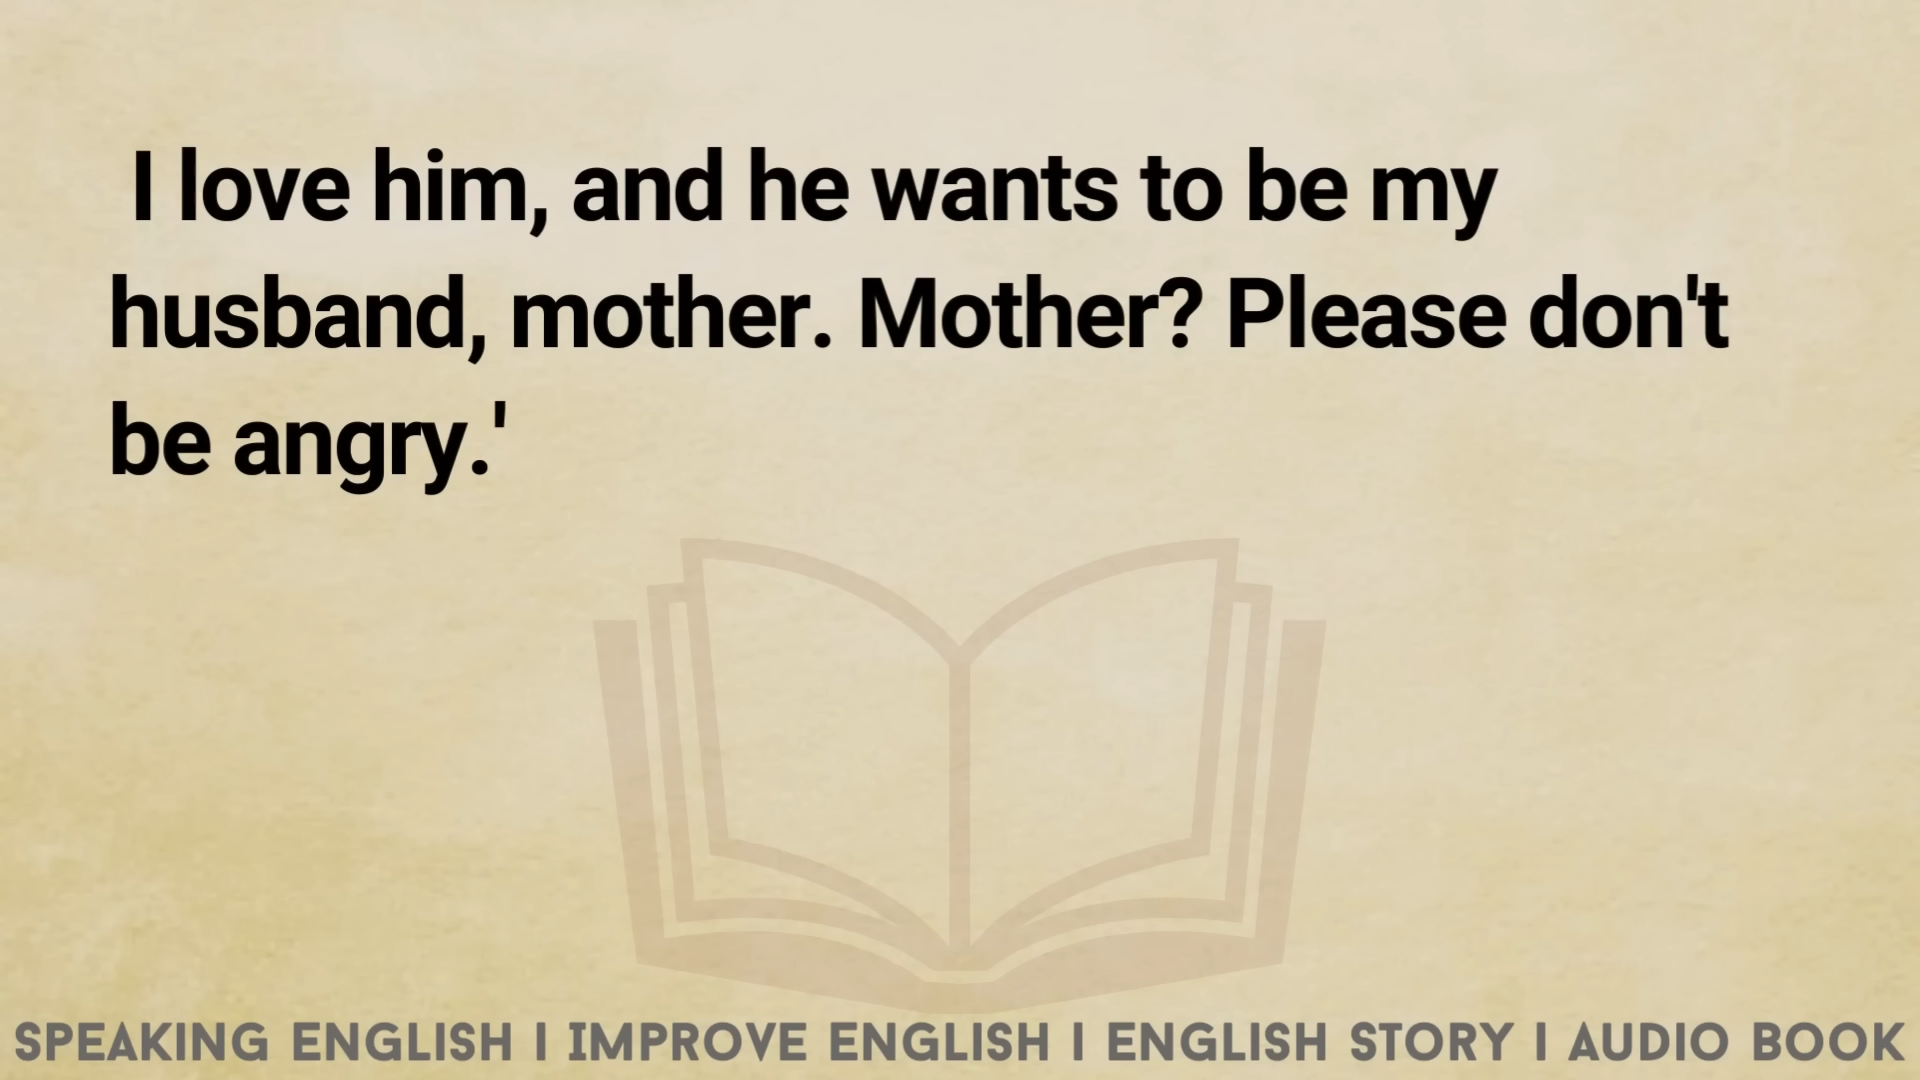 I love him, and he wants to be my
husband, mother. Mother? Please don't
be angry.'
SPEAKING ENGLISH I IMPROVE ENGLISH I ENGLISH STORY I AUDIO BOOK